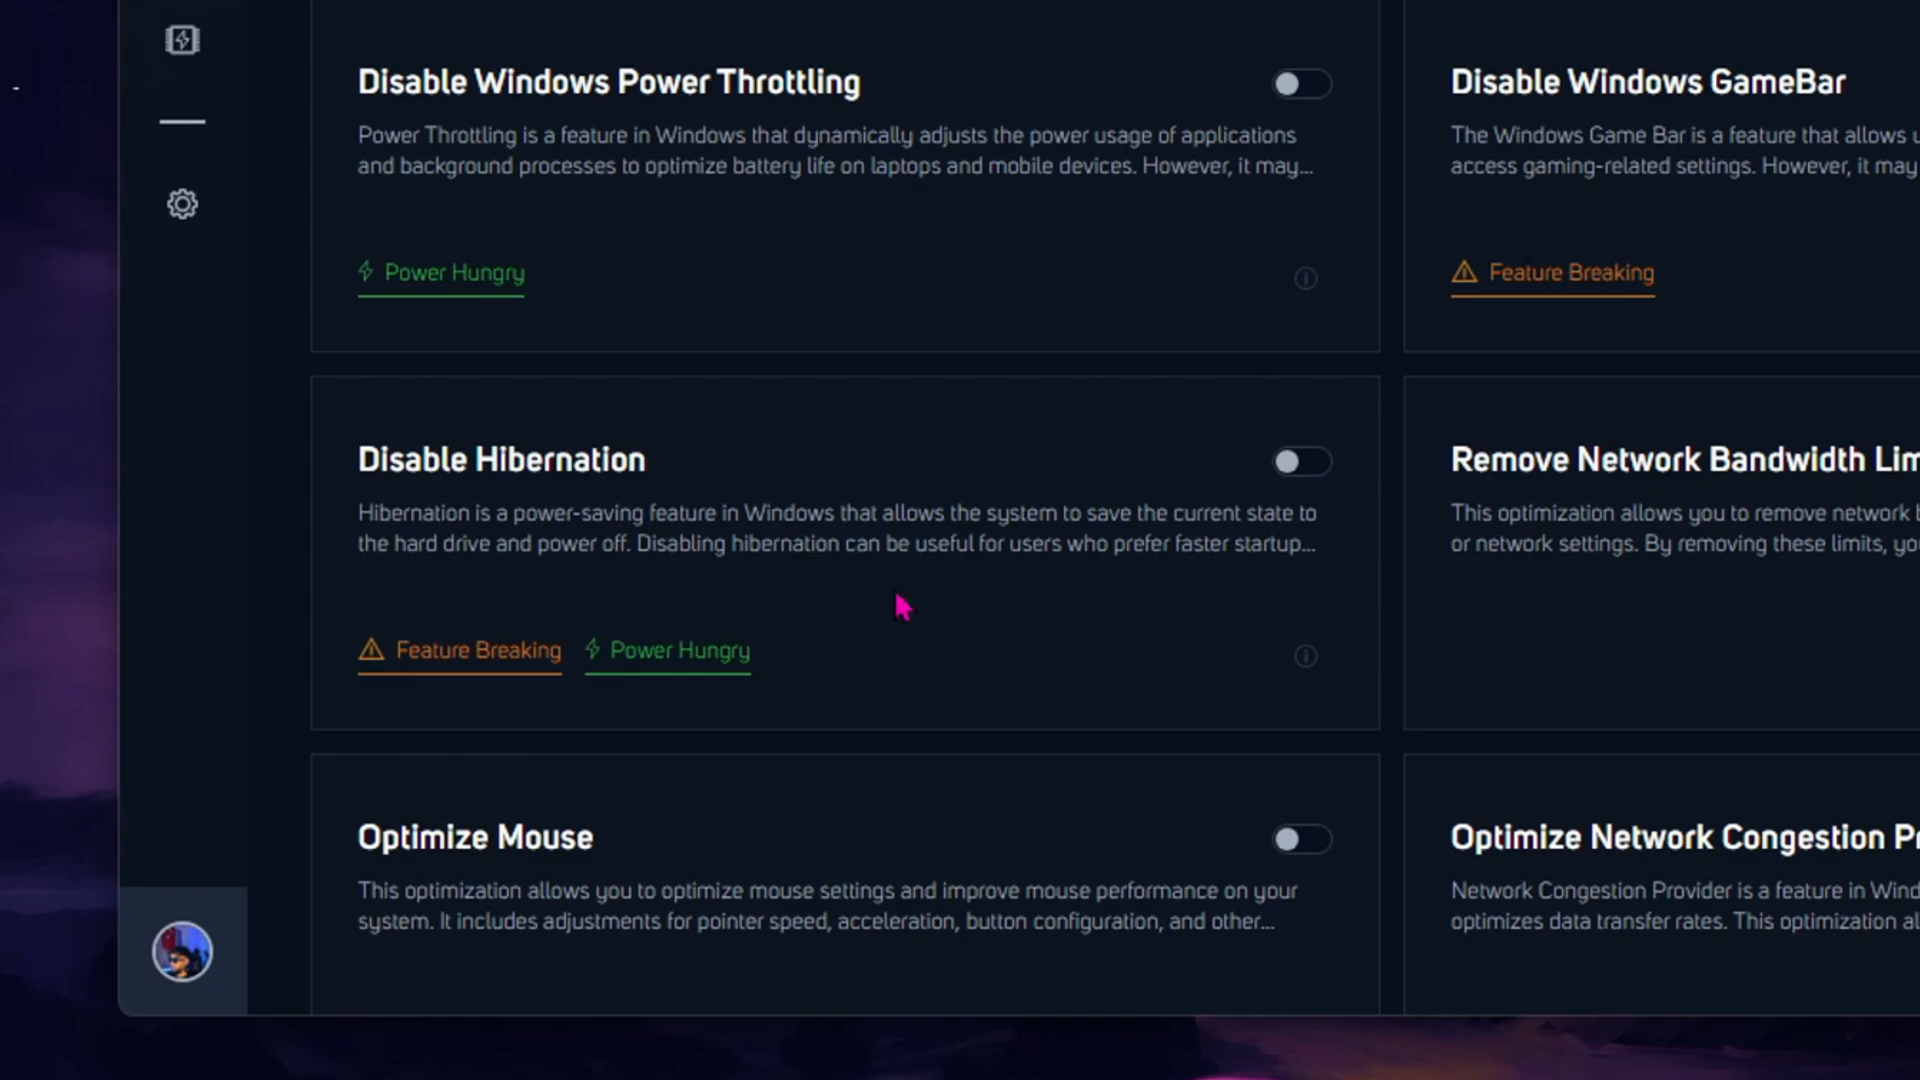 Disable Windows Power Throttling
Power Throttling is a feature in Windows that dynamically adjusts the power usage of applications
and background processes to optimize battery life on laptops and mobile devices. However, it may...
Power Hungry
Disable Windows GameBar
The Windows Game Bar is a feature that allows
access gaming-related settings. However, it may
Feature Breaking
Disable Hibernation
Hibernation is a power-saving feature in Windows that allows the system to save the current state to
the hard drive and power off. Disabling hibernation can be useful for users who prefer faster startup...
Feature Breaking Power Hungry
Remove Network Bandwidth Lim
This optimization allows you to remove network
or network settings. By removing these limits, yo
Optimize Mouse
This optimization allows you to optimize mouse settings and improve mouse performance on your
system. It includes adjustments for pointer speed, acceleration, button configuration, and other...
Optimize Network Congestion Pr
Network Congestion Provider is a feature in Wind
optimizes data transfer rates. This optimization al